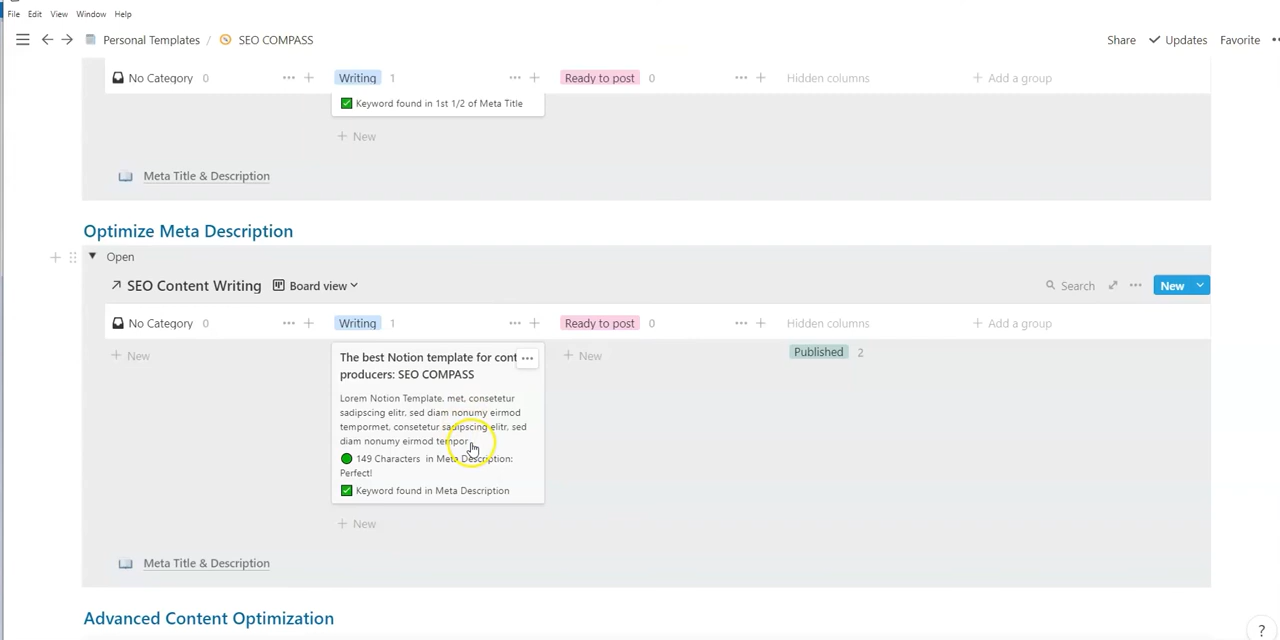 File Edit View Window Help
Personal Templates / SEO COMPASS Share Updates Favorite
No Category 0 Writing 1 Ready to post 0 Hidden columns + Add a group
Keyword found in 1st 1/2 of Meta Title
+ New
Meta Title & Description
Optimize Meta Description
Open
SEO Content Writing Board view Search New
No Category 0 Writing 1 Ready to post 0 Hidden columns + Add a group
+ New + New Published 2
The best Notion template for cont
producers: SEO COMPASS
Lorem Notion Template, met, consetetur
sadipscing elitr, sed diam nonumy eirmod
tempormet, consetetur sadipscing elitr, sed
diam nonumy eirmod tempor
149 Characters in Meta Description:
Perfect!
Keyword found in Meta Description
+ New
Meta Title & Description
Advanced Content Optimization
?